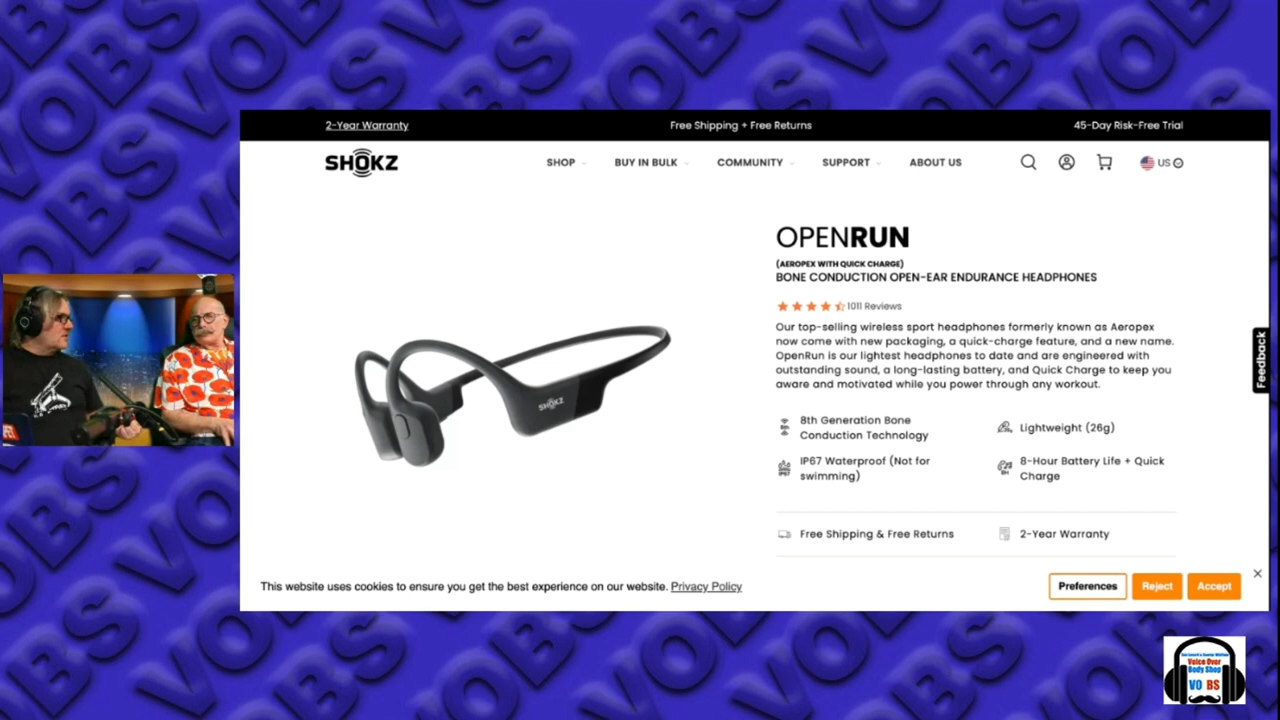 2-Year Warranty
Free Shipping + Free Returns
45-Day Risk-Free Trial
SHOKZ
SHOP
BUY IN BULK
COMMUNITY
SUPPORT
ABOUT US
US
OPENRUN
(AEROPEX WITH QUICK CHARGE)
BONE CONDUCTION OPEN-EAR ENDURANCE HEADPHONES
1011 Reviews
Our top-selling wireless sport headphones formerly known as Aeropex
now come with new packaging, a quick-charge feature, and a new name.
OpenRun is our lightest headphones to date and are engineered with
outstanding sound, a long-lasting battery, and Quick Charge to keep you
aware and motivated while you power through any workout.
8th Generation Bone
Conduction Technology
Lightweight (26g)
IP67 Waterproof (Not for
swimming)
8-Hour Battery Life + Quick
Charge
Free Shipping & Free Returns
2-Year Warranty
SHOKZ
Feedback
This website uses cookies to ensure you get the best experience on our website. Privacy Policy
Preferences
Reject
Accept
Voice Over
Body Shop
VO BS
VOBS